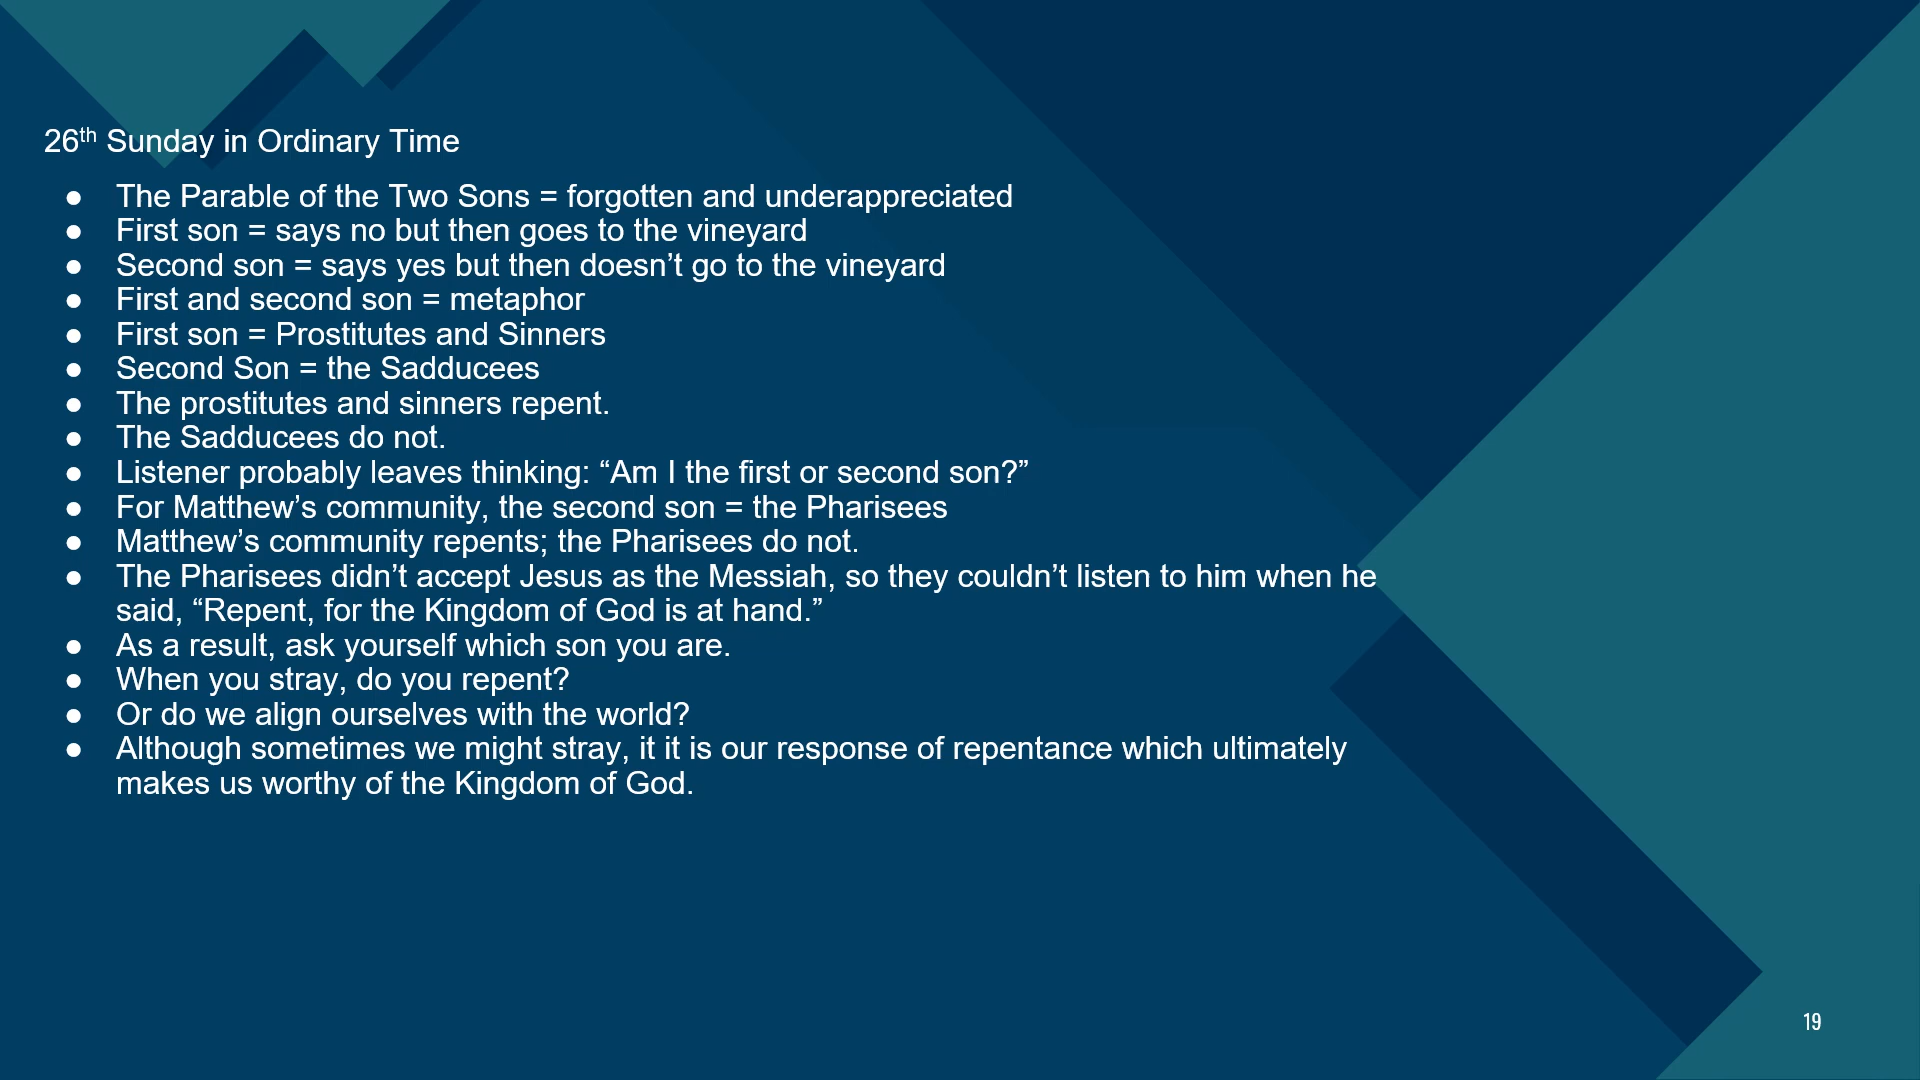 26th Sunday in Ordinary Time
● The Parable of the Two Sons = forgotten and underappreciated
● First son = says no but then goes to the vineyard
● Second son = says yes but then doesn’t go to the vineyard
● First and second son = metaphor
● First son = Prostitutes and Sinners
● Second Son = the Sadducees
● The prostitutes and sinners repent.
● The Sadducees do not.
● Listener probably leaves thinking: “Am I the first or second son?”
● For Matthew’s community, the second son = the Pharisees
● Matthew’s community repents; the Pharisees do not.
● The Pharisees didn’t accept Jesus as the Messiah, so they couldn’t listen to him when he
said, “Repent, for the Kingdom of God is at hand.”
● As a result, ask yourself which son you are.
● When you stray, do you repent?
● Or do we align ourselves with the world?
● Although sometimes we might stray, it it is our response of repentance which ultimately
makes us worthy of the Kingdom of God.
19